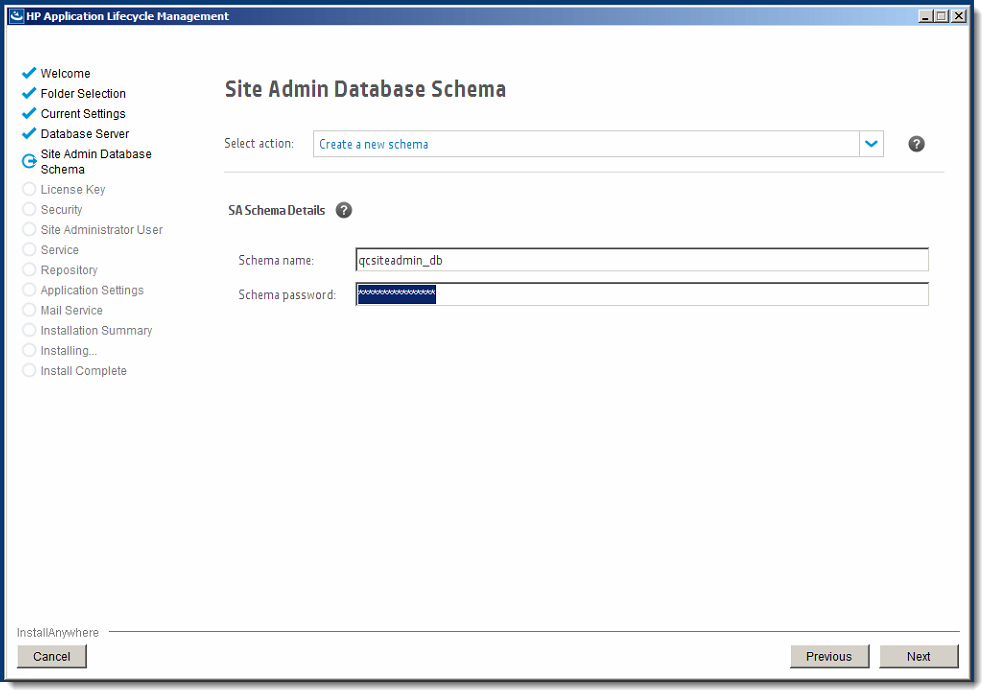 HP Application Lifecycle Management
Welcome
Folder Selection
Current Settings
Database Server
Site Admin Database
Schema
License Key
Security
Site Administrator User
Service
Repository
Application Settings
Mail Service
Installation Summary
Installing...
Install Complete
Site Admin Database Schema
Select action: Create a new schema ?
SA Schema Details ?
Schema name: qcsiteadmin_db
Schema password: ****************
InstallAnywhere
Cancel Previous Next